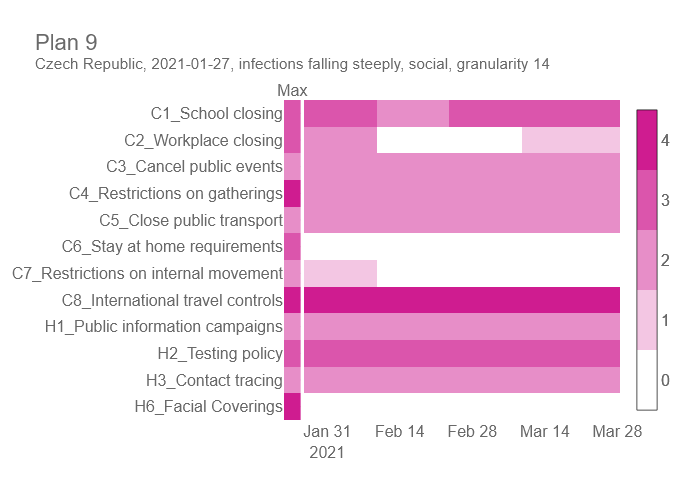 Plan 9
Czech Republic, 2021-01-27, infections falling steeply, social, granularity 14
Max
C1_School closing
C2_Workplace closing
C3_Cancel public events
C4_Restrictions on gatherings
C5_Close public transport
C6_Stay at home requirements
C7_Restrictions on internal movement
C8_International travel controls
H1_Public information campaigns
H2_Testing policy
H3_Contact tracing
H6_Facial Coverings
Jan 31 Feb 14 Feb 28 Mar 14 Mar 28
2021
4
3
2
1
0